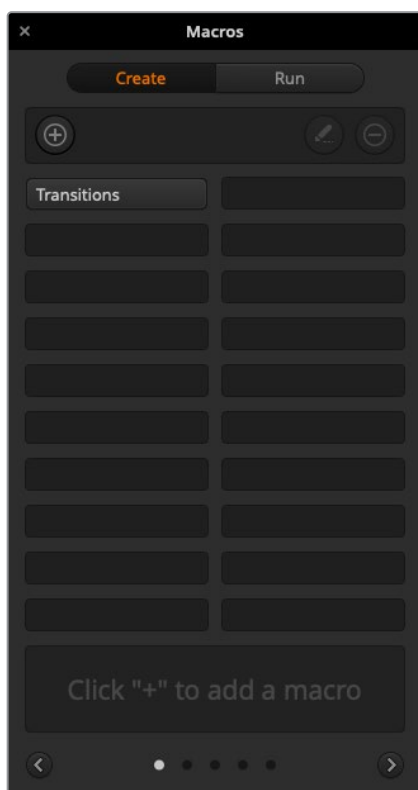 Macros
Create
Run
Transitions
Click "+" to add a macro